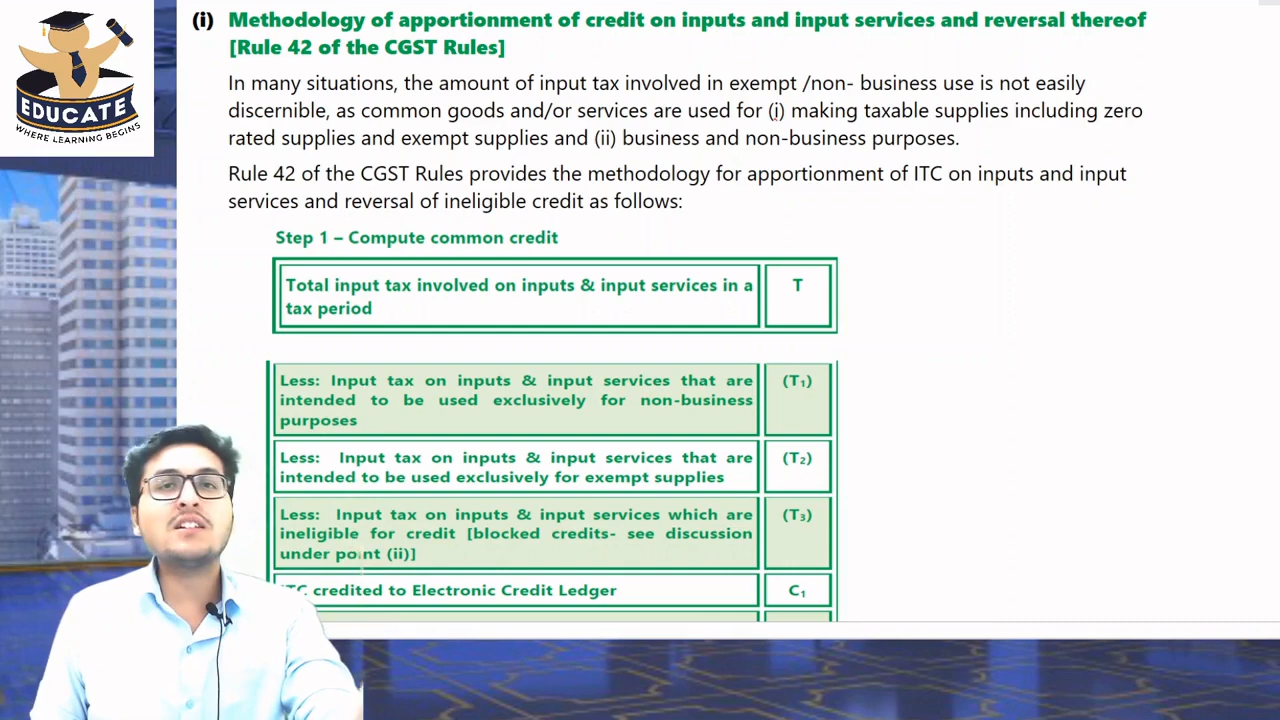 EDUCATE
WHERE LEARNING BEGINS
(i) Methodology of apportionment of credit on inputs and input services and reversal thereof
[Rule 42 of the CGST Rules]
In many situations, the amount of input tax involved in exempt /non- business use is not easily
discernible, as common goods and/or services are used for (i) making taxable supplies including zero
rated supplies and exempt supplies and (ii) business and non-business purposes.
Rule 42 of the CGST Rules provides the methodology for apportionment of ITC on inputs and input
services and reversal of ineligible credit as follows:
Step 1 – Compute common credit
Total input tax involved on inputs & input services in a T
tax period
Less: Input tax on inputs & input services that are (T₁)
intended to be used exclusively for non-business
purposes
Less: Input tax on inputs & input services that are (T₂)
intended to be used exclusively for exempt supplies
Less: Input tax on inputs & input services which are (T₃)
ineligible for credit [blocked credits- see discussion
under point (ii)]
credited to Electronic Credit Ledger C₁